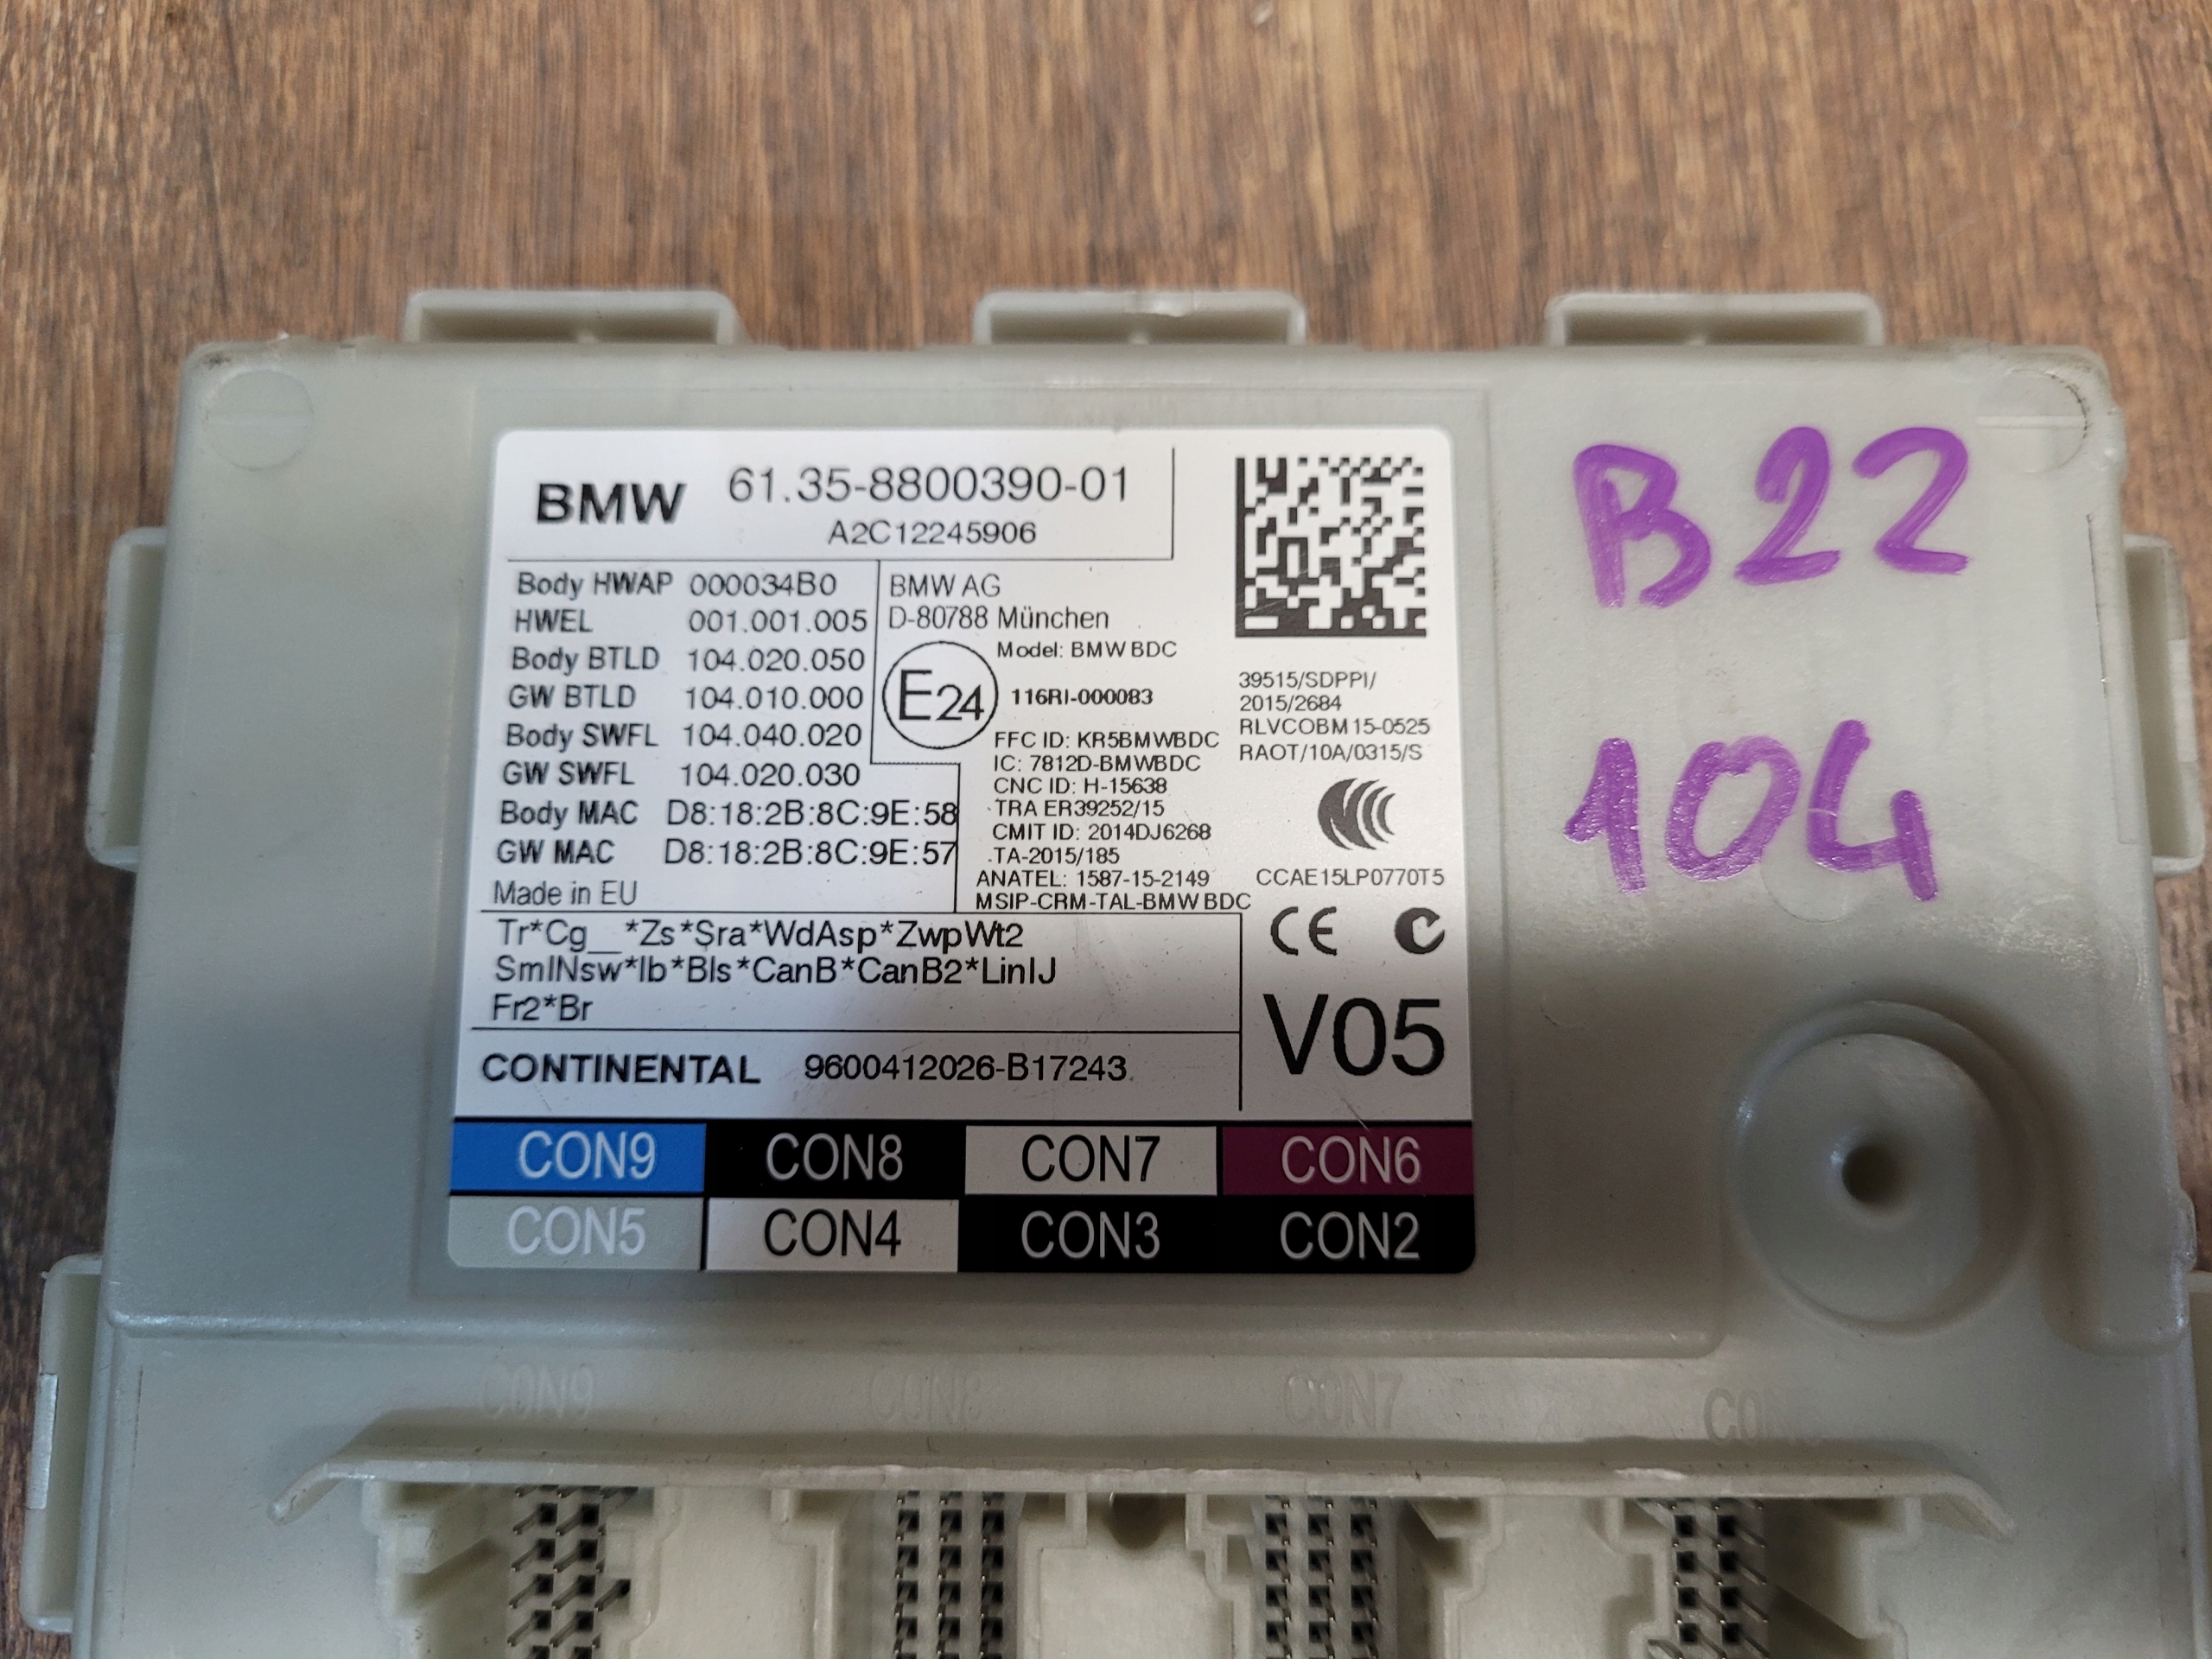 BMW 61.35-8800390-01
A2C12245906
Body HWAP 000034B0
HWEL 001.001.005
Body BTLD 104.020.050
GW BTLD 104.010.000
Body SWFL 104.040.020
GW SWFL 104.020.030
Body MAC D8:18:2B:8C:9E:58
GW MAC D8:18:2B:8C:9E:57
Made in EU
BMW AG
D-80788 München
Model: BMW BDC
E24
116RI-000083
FFC ID: KR5BMWBDC
IC: 7812D-BMWBDC
CNC ID: H-15638
TRA ER39252/15
CMIT ID: 2014DJ6268
TA-2015/185
ANATEL: 1587-15-2149
MSIP-CRM-TAL-BMW BDC
39515/SDPPI/
2015/2684
RLVCOBM15-0525
RAOT/10A/0315/S
CCAE15LP0770T5
CE
Tr*Cg__*Zs*Sra*WdAsp*ZwpWt2
SmINsw*Ib*Bls*CanB*CanB2*LinIJ
Fr2*Br
V05
CONTINENTAL 9600412026-B17243
CON9 CON8 CON7 CON6
CON5 CON4 CON3 CON2
B22
104
CON9 CON8 CON7